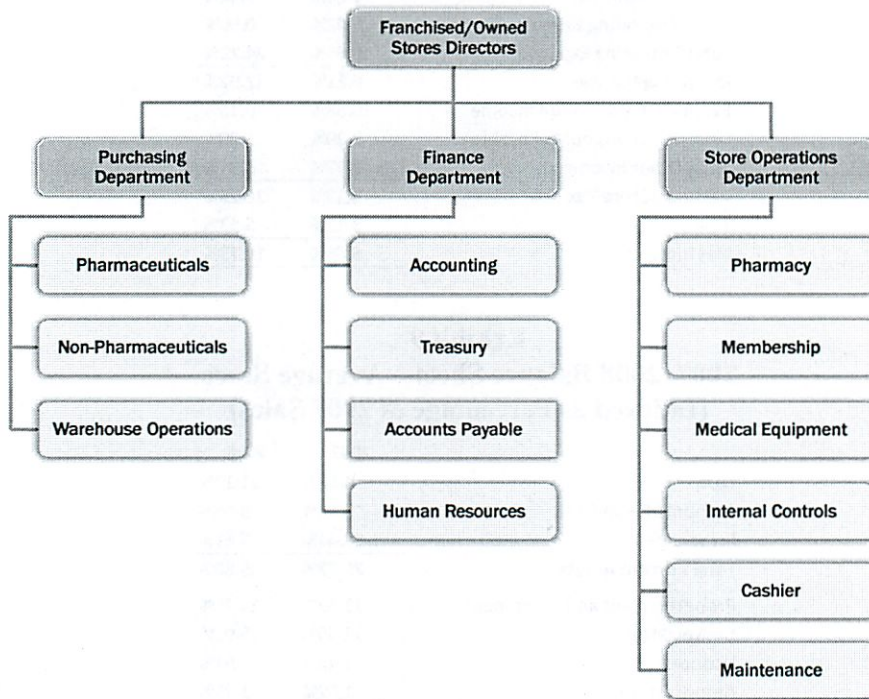 Franchised/Owned
Stores Directors
Purchasing
Department
Finance
Department
Store Operations
Department
Pharmaceuticals
Accounting
Pharmacy
Non-Pharmaceuticals
Treasury
Membership
Warehouse Operations
Accounts Payable
Medical Equipment
Human Resources
Internal Controls
Cashier
Maintenance